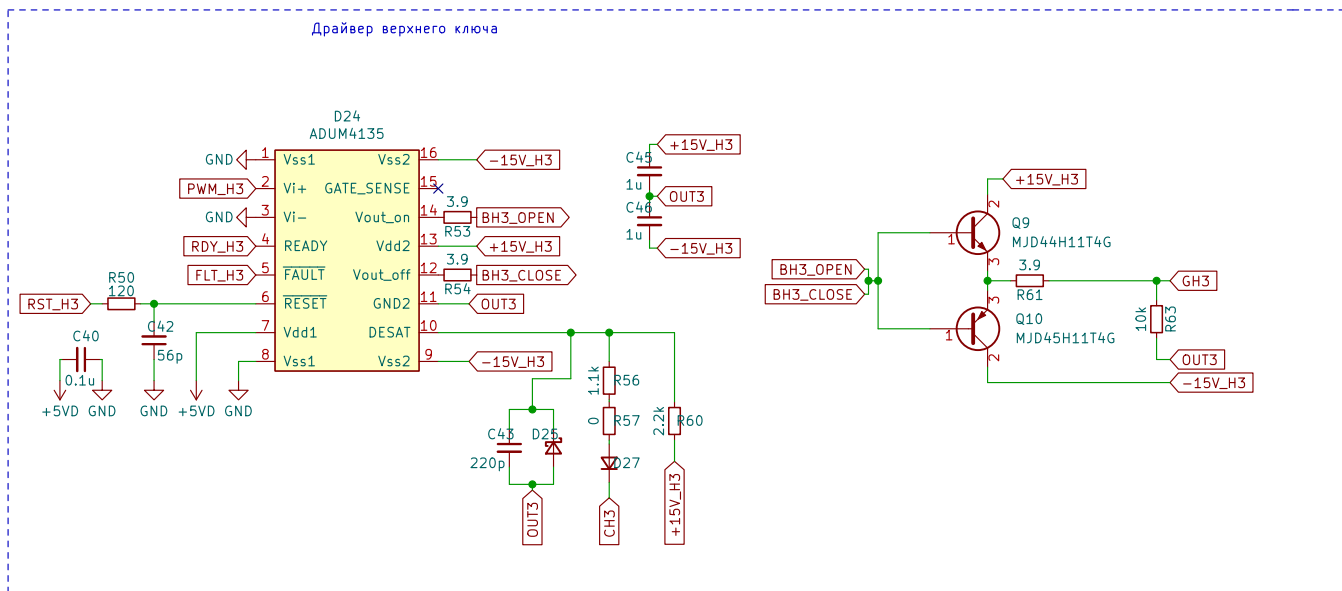 Драйвер верхнего ключа
D24
ADUM4135
GND 1 Vss1 Vss2 16 -15V_H3
PWM_H3 2 Vi+ GATE_SENSE 15
GND 3 Vi- Vout_on 14 3.9 R53 BH3_OPEN
RDY_H3 4 READY Vdd2 13 +15V_H3
FLT_H3 5 FAULT Vout_off 12 3.9 R54 BH3_CLOSE
RST_H3 R50 120 6 RESET GND2 11 OUT3
7 Vdd1 DESAT 10
8 Vss1 Vss2 9 -15V_H3
C42
56p
C40
0.1u
+5VD GND GND +5VD GND
C43
220p
D25
OUT3
1.1k R56
0 R57
D27
CH3
2.2k R60
+15V_H3
+15V_H3
C45
1u
OUT3
C46
1u
-15V_H3
+15V_H3
2
Q9
1
MJD44H11T4G
3
BH3_OPEN
BH3_CLOSE
3.9
R61
GH3
3
Q10
1
MJD45H11T4G
2
10k R63
OUT3
-15V_H3